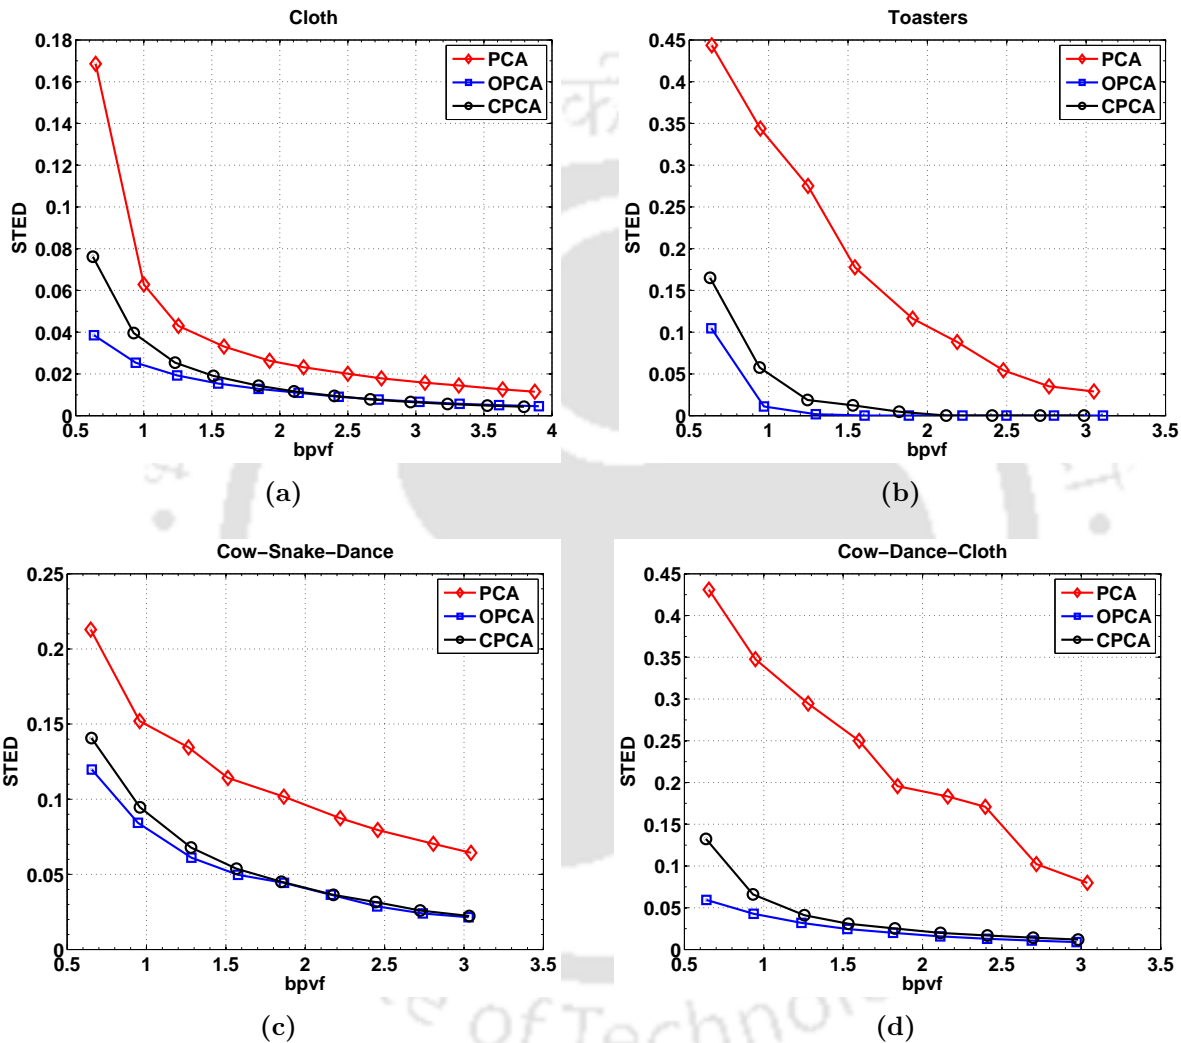 Cloth
0.18
0.16
0.14
0.12
0.1
0.08
0.06
0.04
0.02
0
STED
PCA
OPCA
CPCA
0.5 1 1.5 2 2.5 3 3.5 4
bpvf
(a)
Toasters
0.45
0.4
0.35
0.3
0.25
0.2
0.15
0.1
0.05
0
STED
PCA
OPCA
CPCA
0.5 1 1.5 2 2.5 3 3.5
bpvf
(b)
Cow–Snake–Dance
0.25
0.2
0.15
0.1
0.05
0
STED
PCA
OPCA
CPCA
0.5 1 1.5 2 2.5 3 3.5
bpvf
(c)
Cow–Dance–Cloth
0.45
0.4
0.35
0.3
0.25
0.2
0.15
0.1
0.05
0
STED
PCA
OPCA
CPCA
0.5 1 1.5 2 2.5 3 3.5
bpvf
(d)
of Technolo